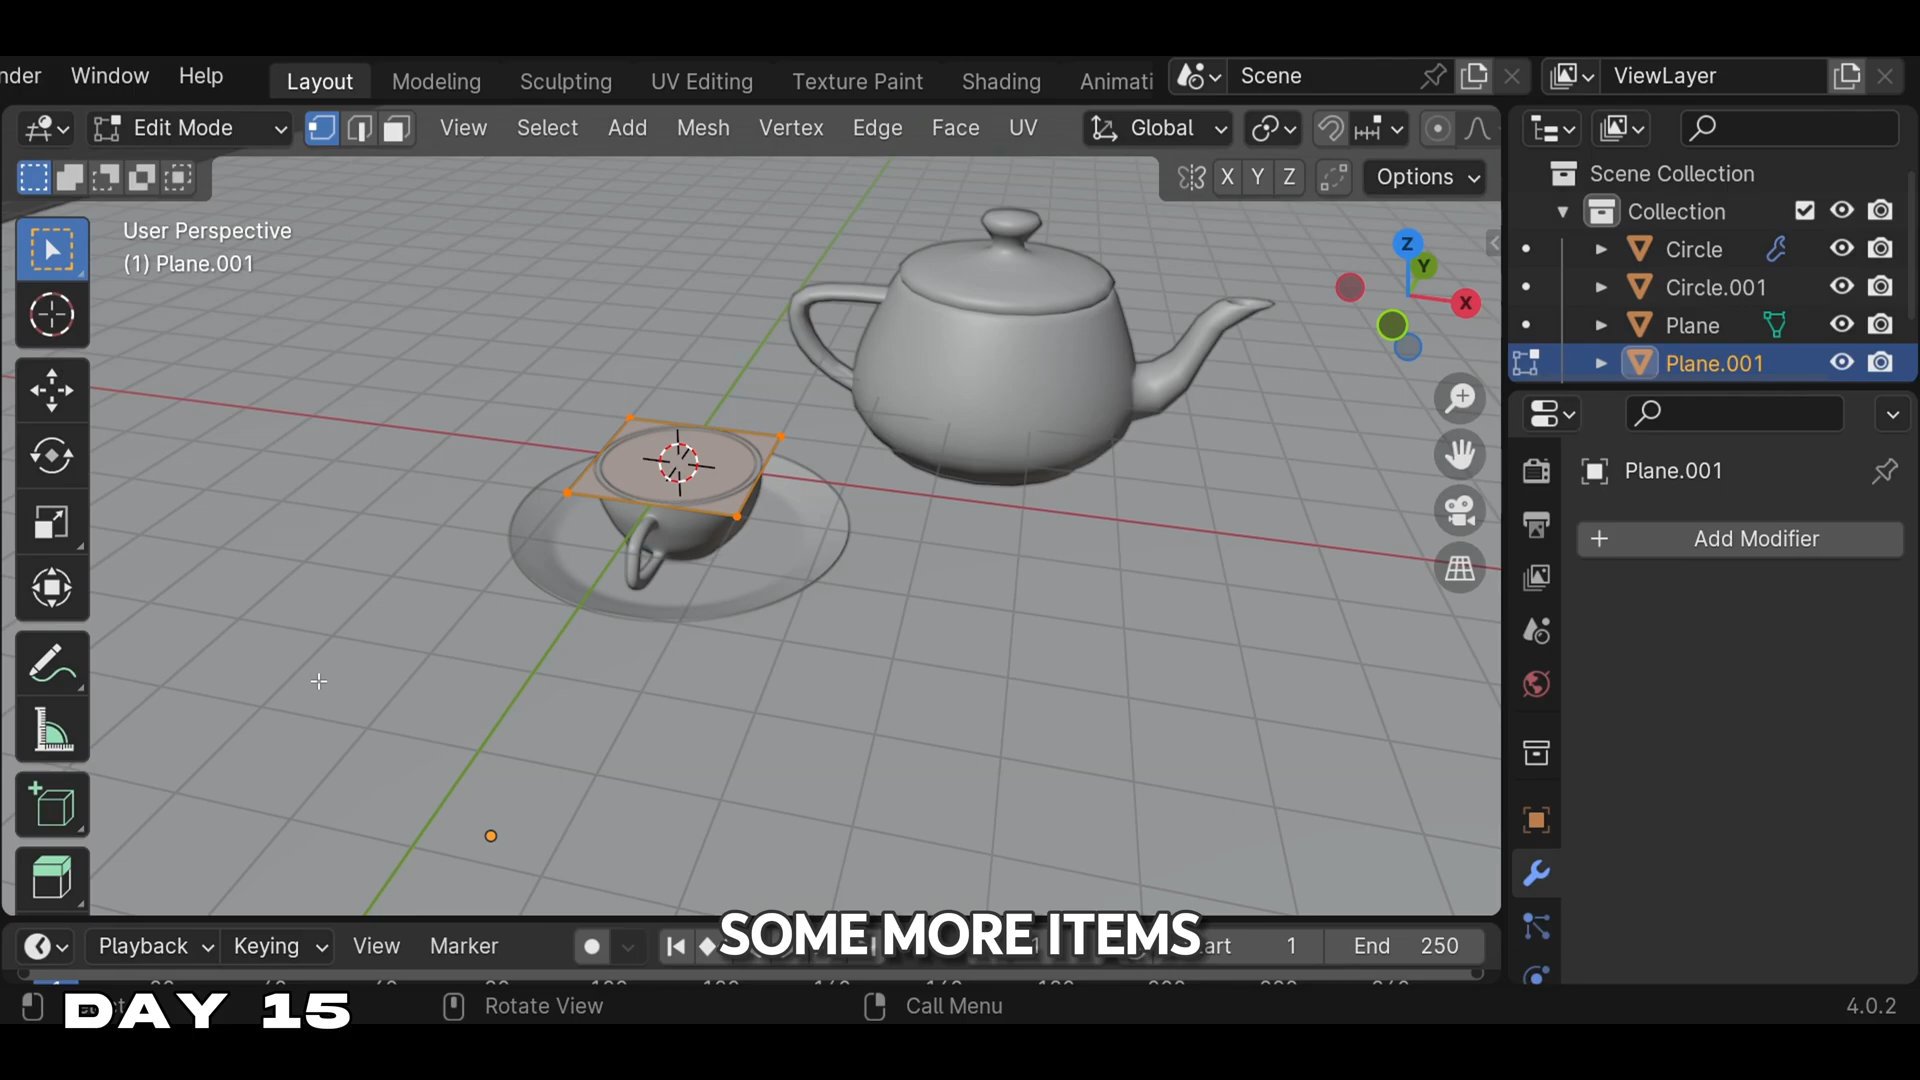 nder Window Help Layout Modeling Sculpting UV Editing Texture Paint Shading Animati Scene ViewLayer
Edit Mode View Select Add Mesh Vertex Edge Face UV Global
X Y Z Options
User Perspective
(1) Plane.001
Z
Y
X
Scene Collection
Collection
Circle
Circle.001
Plane
Plane.001
Plane.001
Add Modifier
SOME MORE ITEMS
Playback Keying View Marker art 1 End 250
DAY 15
Rotate View Call Menu 4.0.2